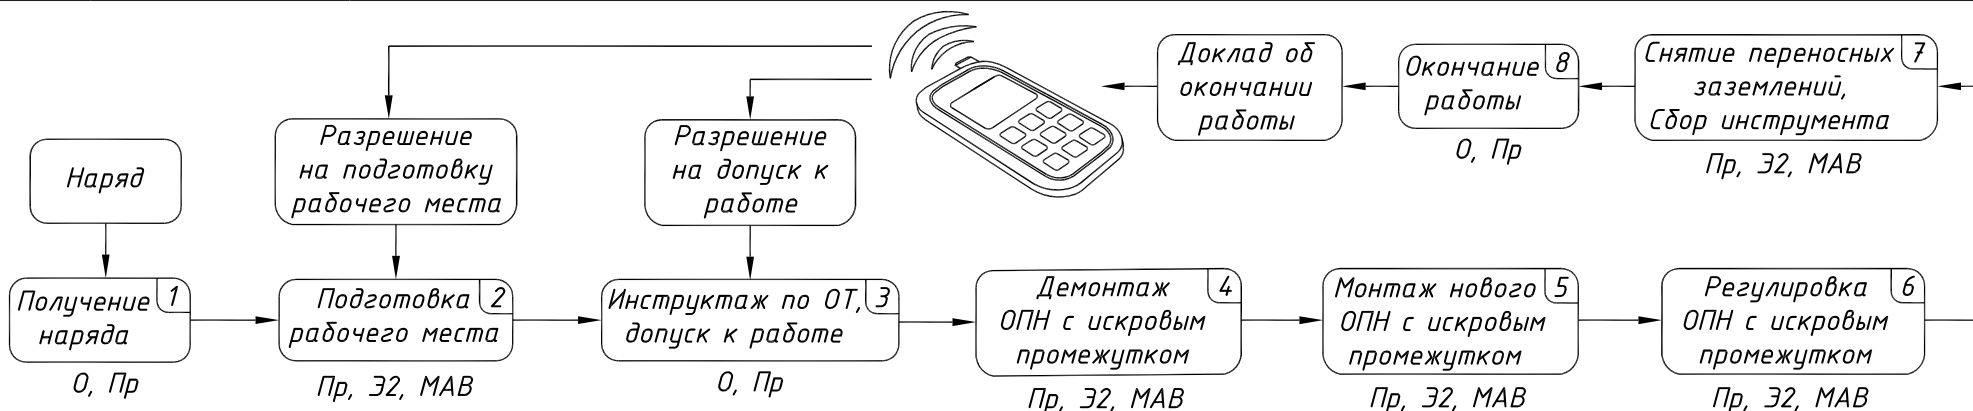 Наряд
Получение 1
наряда
О, Пр
Разрешение
на подготовку
рабочего места
Подготовка 2
рабочего места
Пр, Э2, МАВ
Разрешение
на допуск к
работе
Инструктаж по ОТ, 3
допуск к работе
О, Пр
Демонтаж 4
ОПН с искровым
промежутком
Пр, Э2, МАВ
Монтаж нового 5
ОПН с искровым
промежутком
Пр, Э2, МАВ
Регулировка 6
ОПН с искровым
промежутком
Пр, Э2, МАВ
Снятие переносных 7
заземлений,
Сбор инструмента
Пр, Э2, МАВ
Окончание 8
работы
О, Пр
Доклад об
окончании
работы